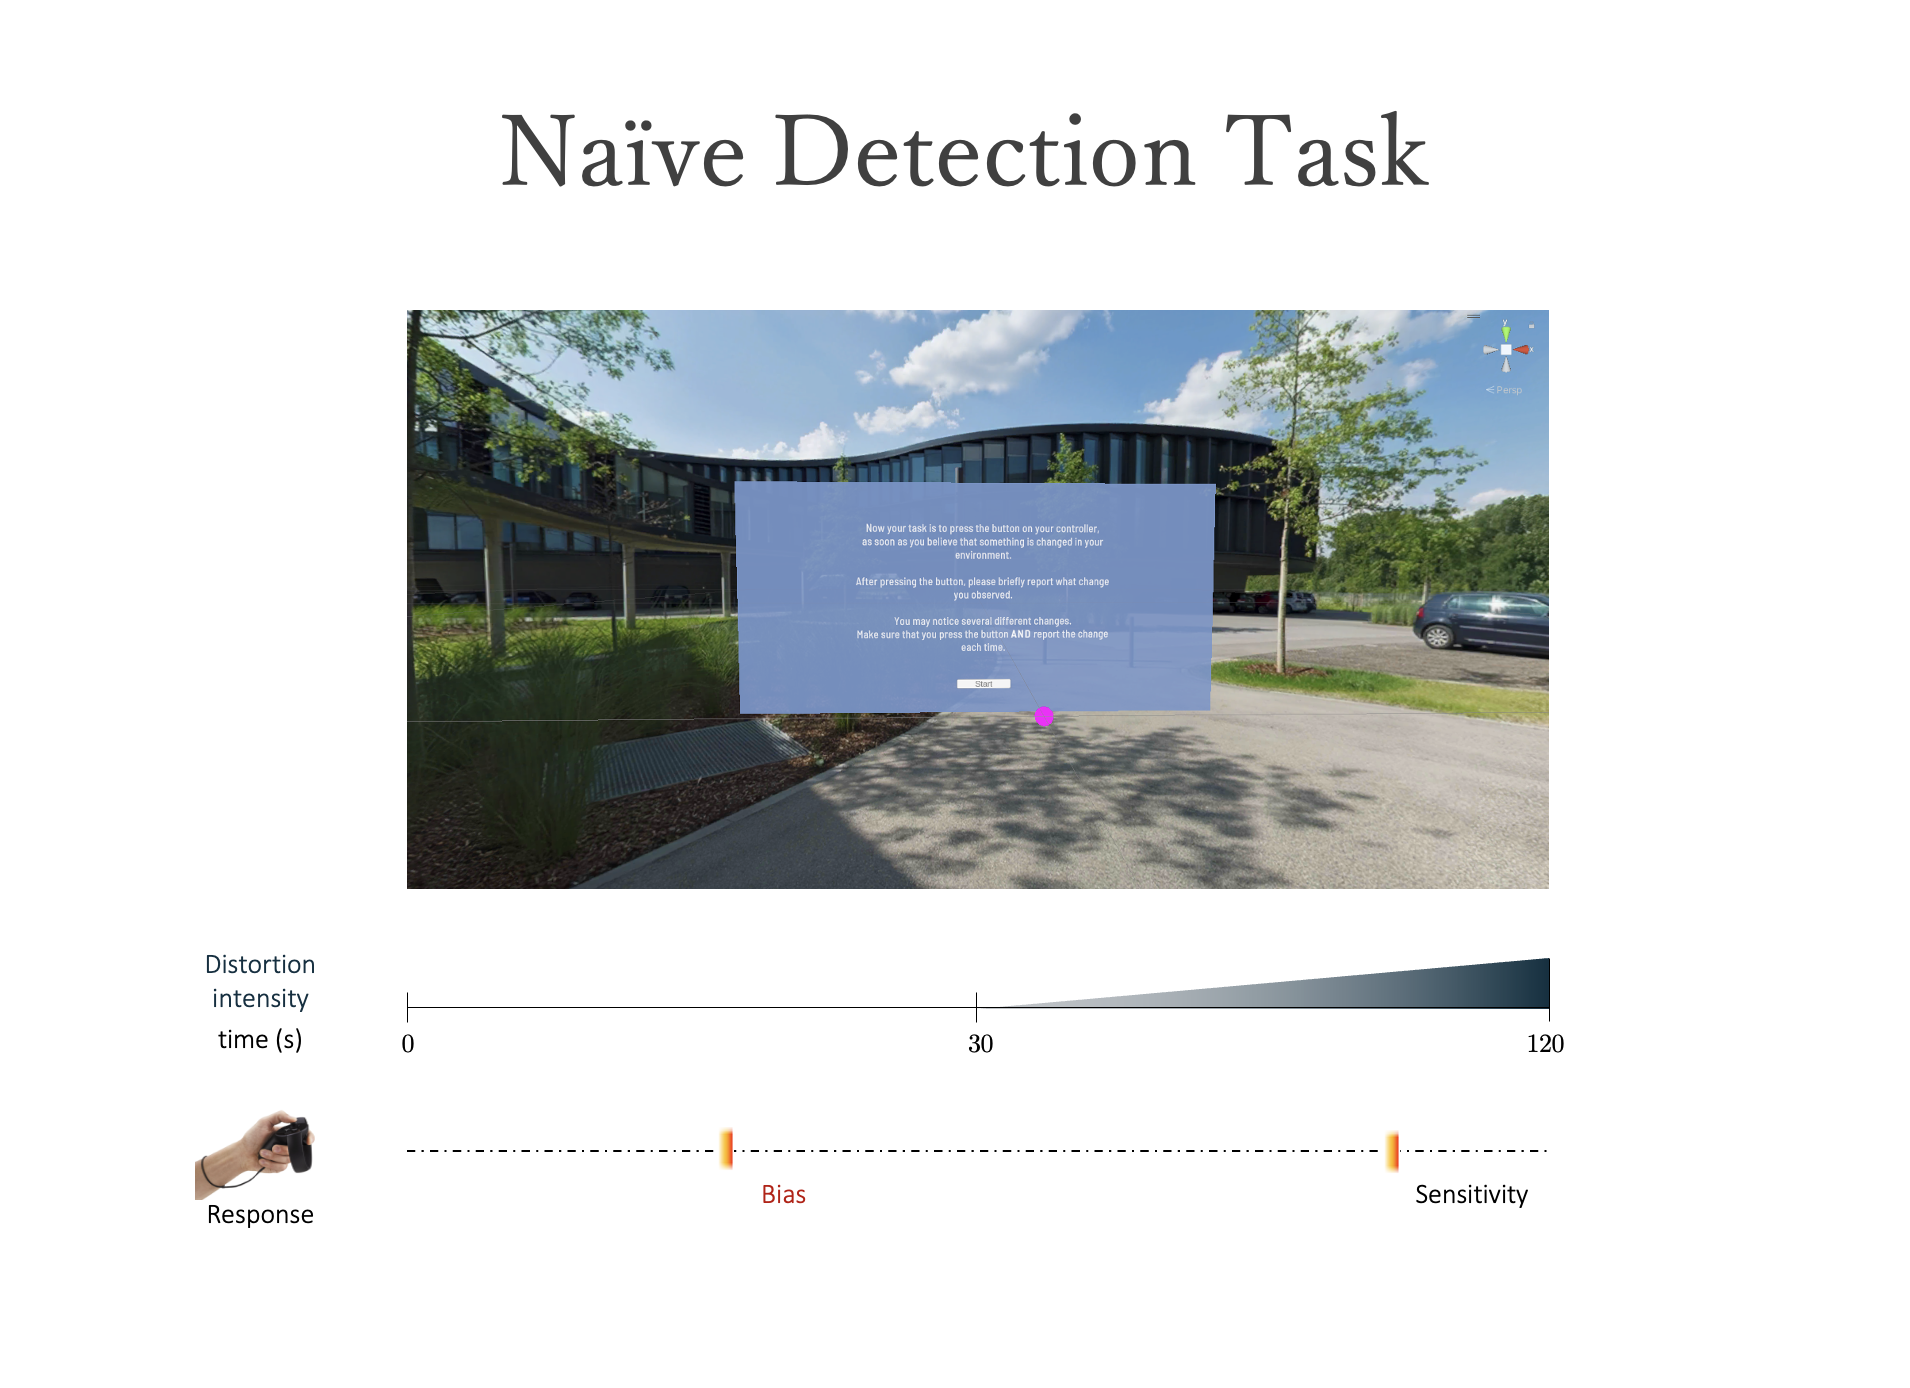 Naïve Detection Task
y
x
< Persp
Now your task is to press the button on your controller,
as soon as you believe that something is changed in your
environment.
After pressing the button, please briefly report what change
you observed.
You may notice several different changes.
Make sure that you press the button AND report the change
each time.
Start
Distortion
intensity
time (s)
0
30
120
Response
Bias
Sensitivity